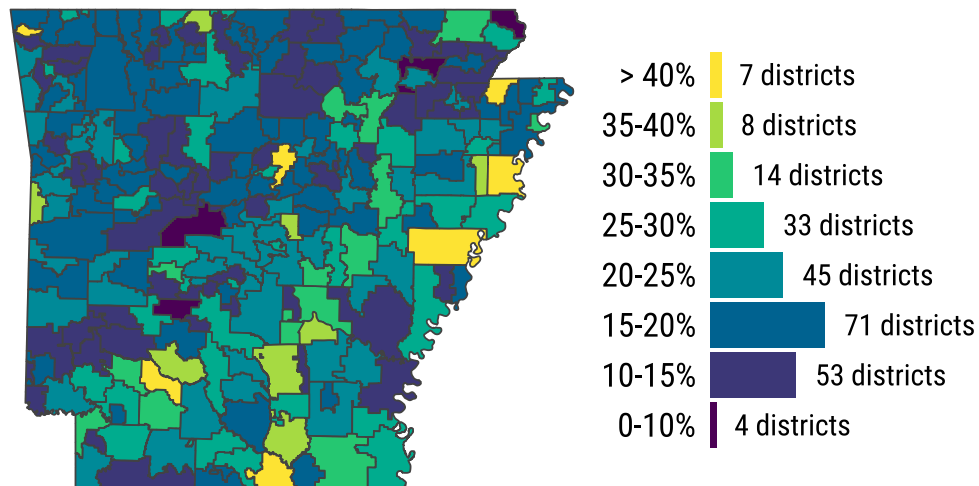 > 40% 7 districts
35-40% 8 districts
30-35% 14 districts
25-30% 33 districts
20-25% 45 districts
15-20% 71 districts
10-15% 53 districts
0-10% 4 districts